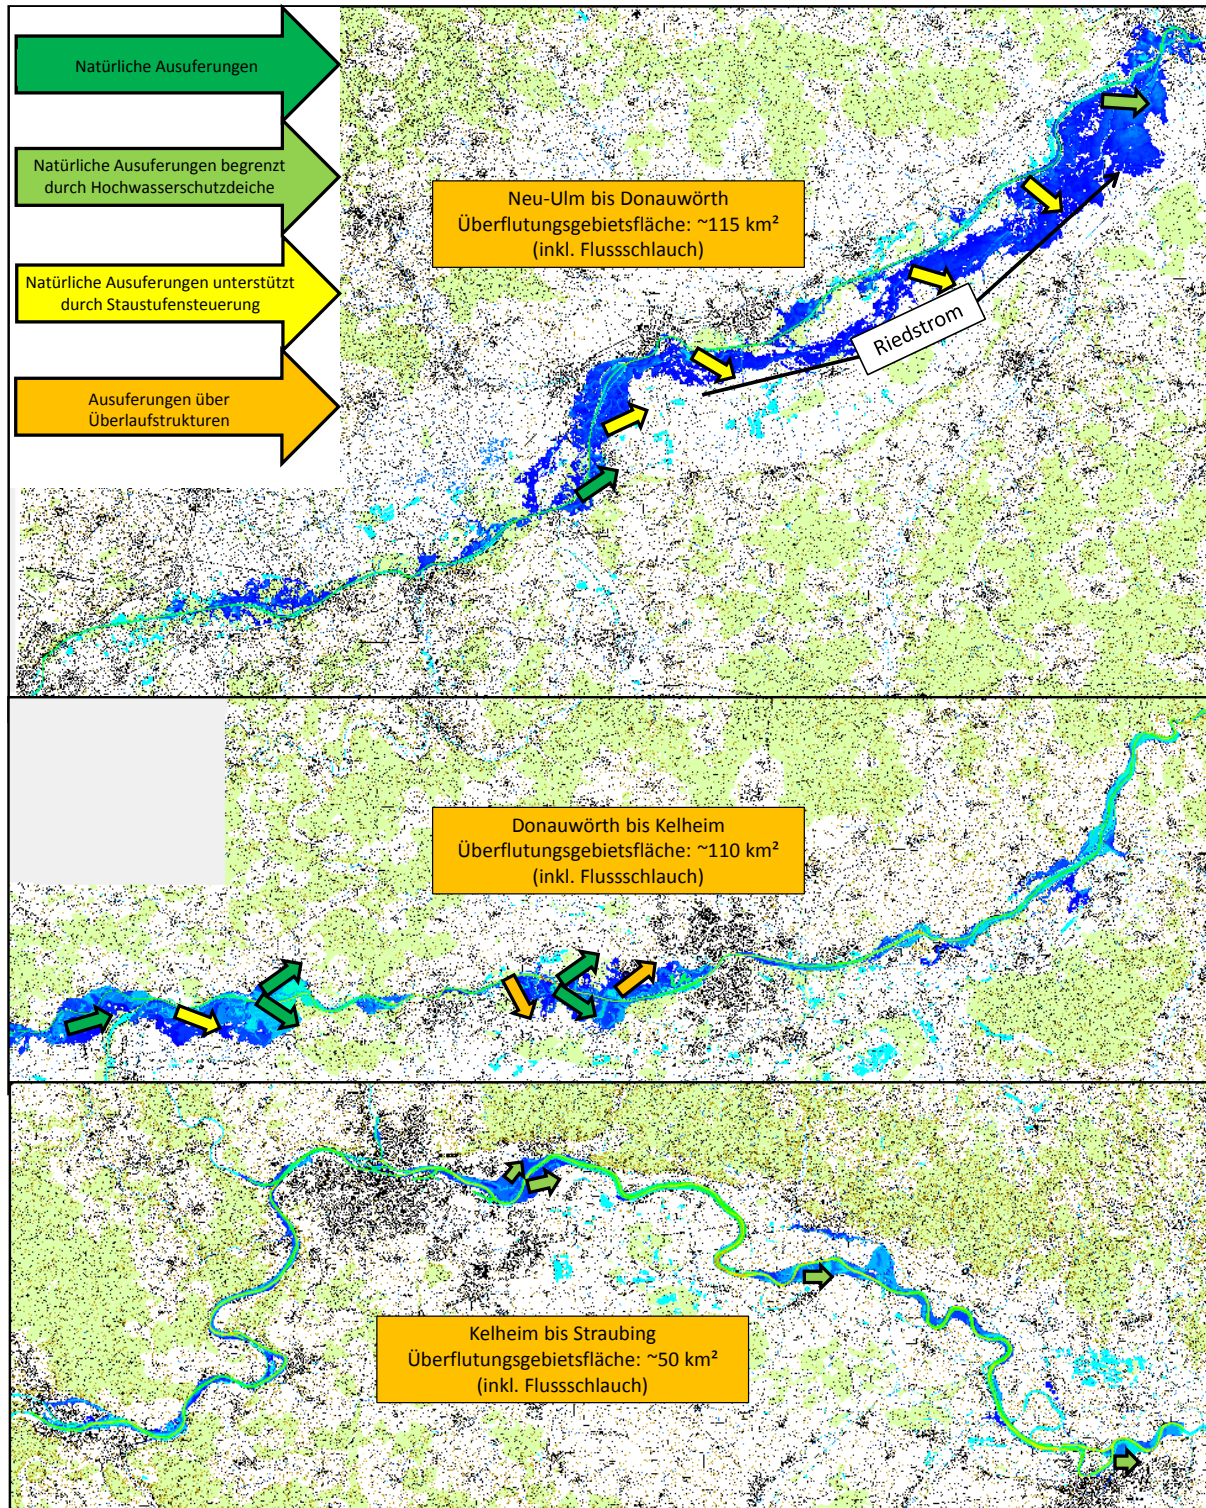 Natürliche Ausuferungen
Natürliche Ausuferungen begrenzt
durch Hochwasserschutzdeiche
Natürliche Ausuferungen unterstützt
durch Staustufensteuerung
Ausuferungen über
Überlaufstrukturen
Neu-Ulm bis Donauwörth
Überflutungsgebietsfläche: ~115 km²
(inkl. Flussschlauch)
Riedstrom
Donauwörth bis Kelheim
Überflutungsgebietsfläche: ~110 km²
(inkl. Flussschlauch)
Kelheim bis Straubing
Überflutungsgebietsfläche: ~50 km²
(inkl. Flussschlauch)